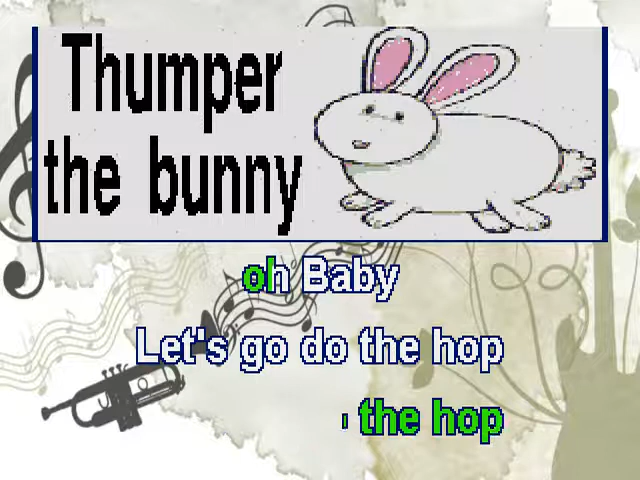 Thumper
the bunny
oh Baby
Let's go do the hop
the hop